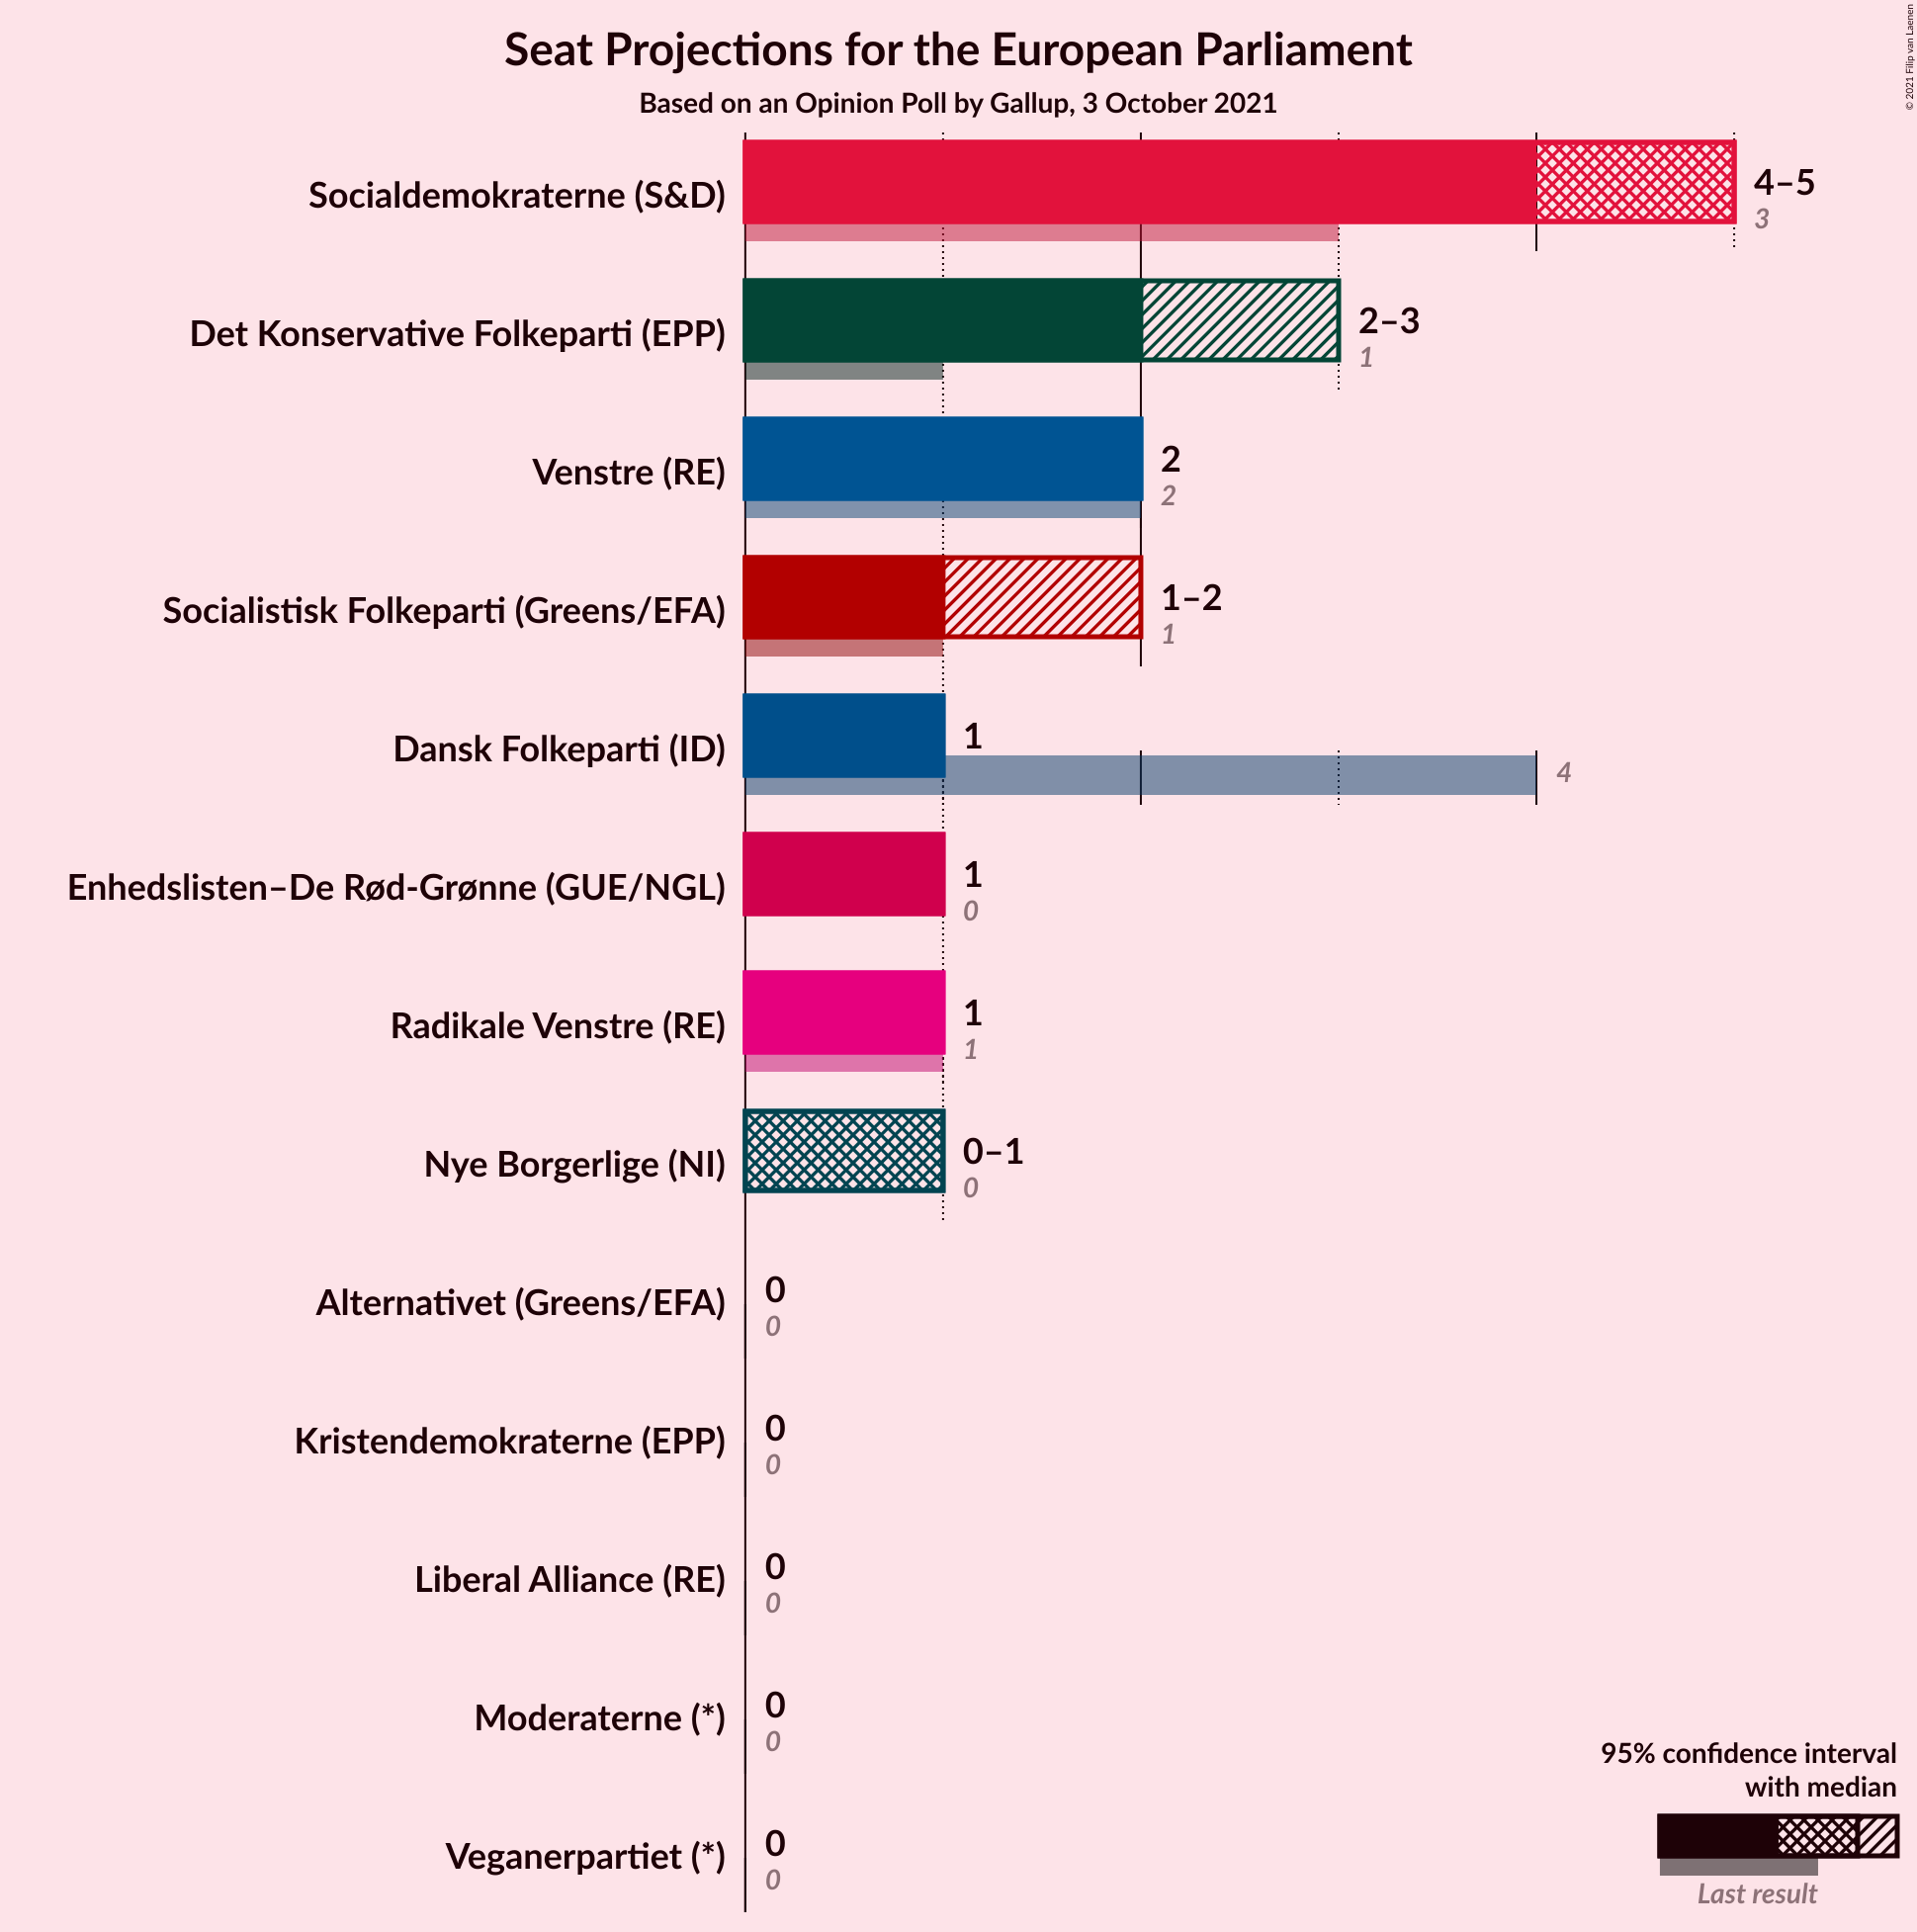 Seat Projections for the European Parliament
Based on an Opinion Poll by Gallup, 3 October 2021
© 2021 Filip van Laenen
Socialdemokraterne (S&D)
4–5
3
Det Konservative Folkeparti (EPP)
2–3
1
Venstre (RE)
2
2
Socialistisk Folkeparti (Greens/EFA)
1–2
1
Dansk Folkeparti (ID)
1
4
Enhedslisten–De Rød-Grønne (GUE/NGL)
1
0
Radikale Venstre (RE)
1
1
Nye Borgerlige (NI)
0–1
0
Alternativet (Greens/EFA)
0
0
Kristendemokraterne (EPP)
0
0
Liberal Alliance (RE)
0
0
Moderaterne (*)
0
0
Veganerpartiet (*)
0
0
95% confidence interval
with median
Last result